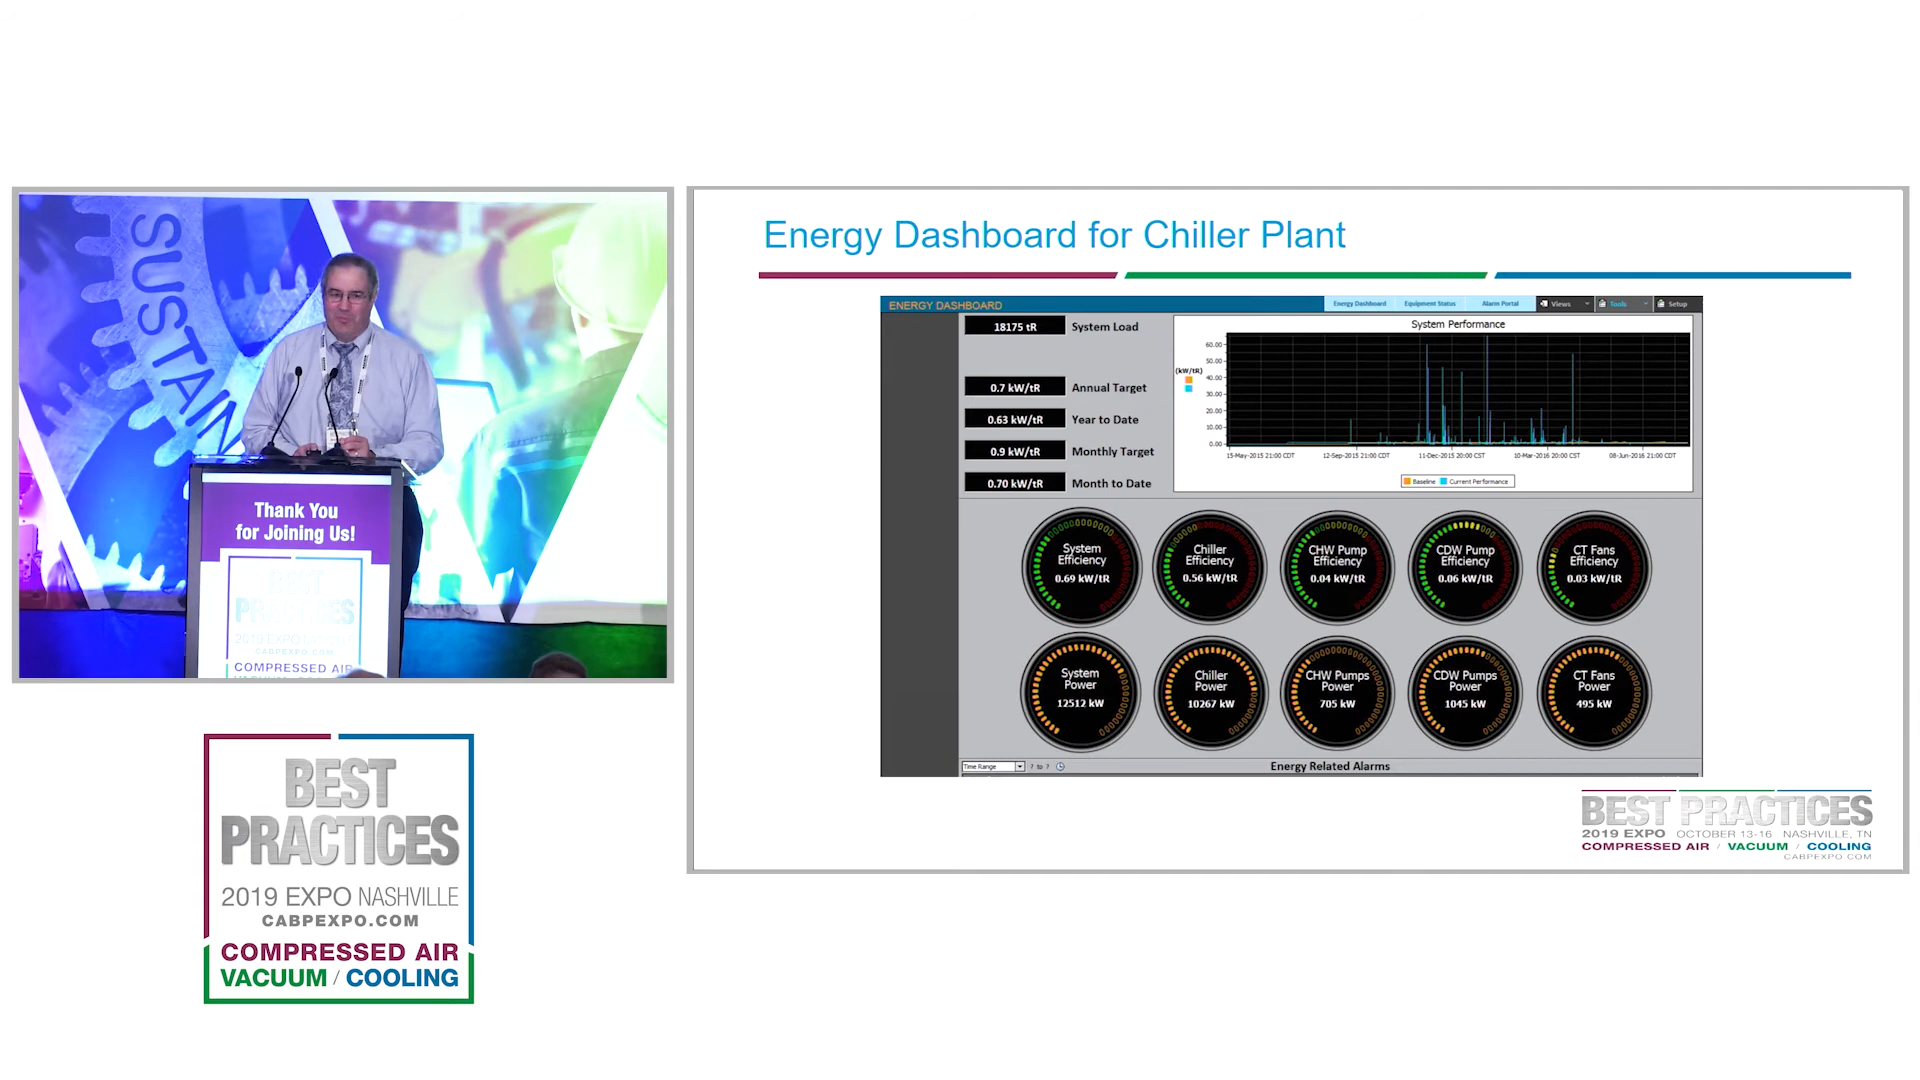 SUSTAIN
Thank You
for Joining Us!
BEST
PRACTICES
2019 EXPO NASHVILLE
CABPEXPO.COM
COMPRESSED AIR
BEST
PRACTICES
2019 EXPO NASHVILLE
CABPEXPO.COM
COMPRESSED AIR
VACUUM / COOLING
Energy Dashboard for Chiller Plant
ENERGY DASHBOARD
Energy Dashboard Equipment Status Alarm Portal Views Tools Setup
18175 tR System Load
0.7 kW/tR Annual Target
0.63 kW/tR Year to Date
0.9 kW/tR Monthly Target
0.70 kW/tR Month to Date
System Performance
(kW/tR)
60.00
50.00
40.00
30.00
20.00
10.00
0.00
15-May-2015 21:00 CDT 12-Sep-2015 21:00 CDT 11-Dec-2015 20:00 CST 10-Mar-2016 20:00 CST 08-Jun-2016 21:00 CDT
Baseline Current Performance
System
Efficiency
0.69 kW/tR
Chiller
Efficiency
0.56 kW/tR
CHW Pump
Efficiency
0.04 kW/tR
CDW Pump
Efficiency
0.06 kW/tR
CT Fans
Efficiency
0.03 kW/tR
System
Power
12512 kW
Chiller
Power
10267 kW
CHW Pumps
Power
705 kW
CDW Pumps
Power
1045 kW
CT Fans
Power
495 kW
Time Range ? to ?
Energy Related Alarms
BEST PRACTICES
2019 EXPO OCTOBER 13-16 NASHVILLE, TN
COMPRESSED AIR / VACUUM / COOLING
CABPEXPO.COM